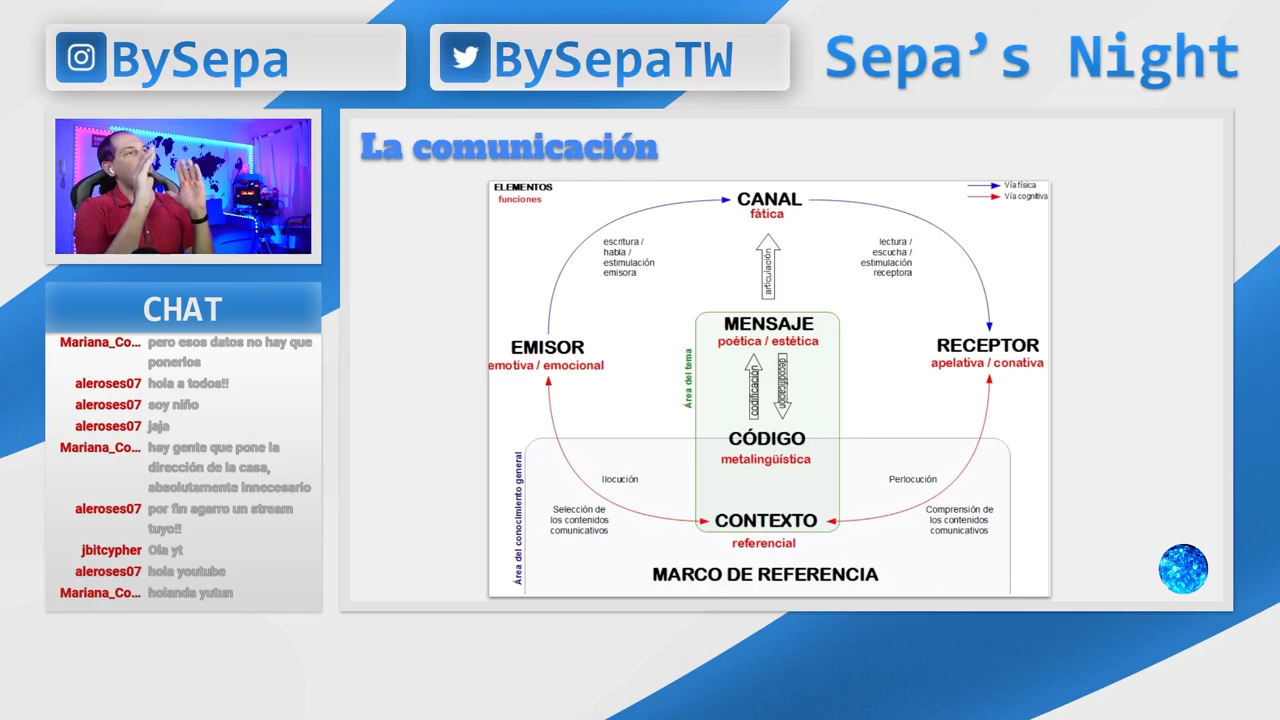 BySepa
BySepaTW
Sepa's Night
La comunicación
ELEMENTOS
funciones
Vía física
Vía cognitiva
CANAL
fática
escritura /
habla /
estimulación
emisora
lectura /
escucha /
estimulación
receptora
articulación
MENSAJE
poética / estética
EMISOR
emotiva / emocional
RECEPTOR
apelativa / conativa
Área del tema
codificación
decodificación
CÓDIGO
metalingüística
Ilocución
Perlocución
Selección de
los contenidos
comunicativos
Comprensión de
los contenidos
comunicativos
CONTEXTO
referencial
Área del conocimiento general
MARCO DE REFERENCIA
CHAT
Mariana_Co... pero esos datos no hay que
ponerlos
aleroses07 hola a todos!!
aleroses07 soy niño
aleroses07 jaja
Mariana_Co... hay gente que pone la
dirección de la casa,
absolutamente innecesario
aleroses07 por fin agarro un stream
tuyo!!
jbitcypher Ola yt
aleroses07 hola youtube
Mariana_Co... holanda yutun